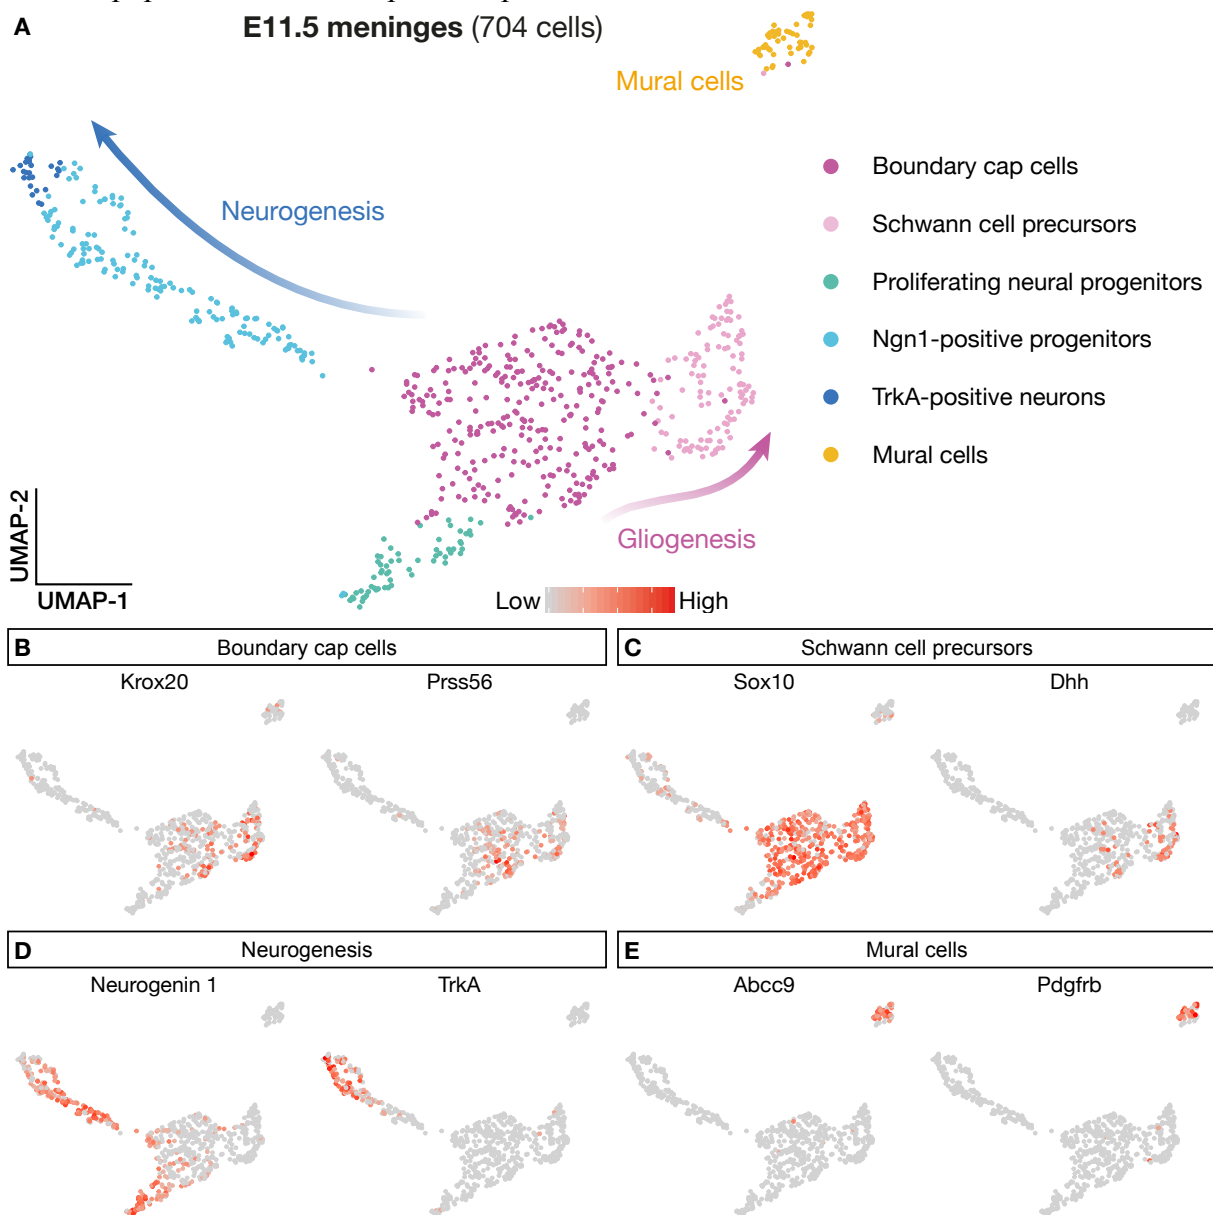 A
E11.5 meninges (704 cells)
Mural cells
Neurogenesis
Boundary cap cells
Schwann cell precursors
Proliferating neural progenitors
Ngn1-positive progenitors
TrkA-positive neurons
Mural cells
Gliogenesis
UMAP-2
UMAP-1
Low High
B Boundary cap cells
Krox20 Prss56
C Schwann cell precursors
Sox10 Dhh
D Neurogenesis
Neurogenin 1 TrkA
E Mural cells
Abcc9 Pdgfrb